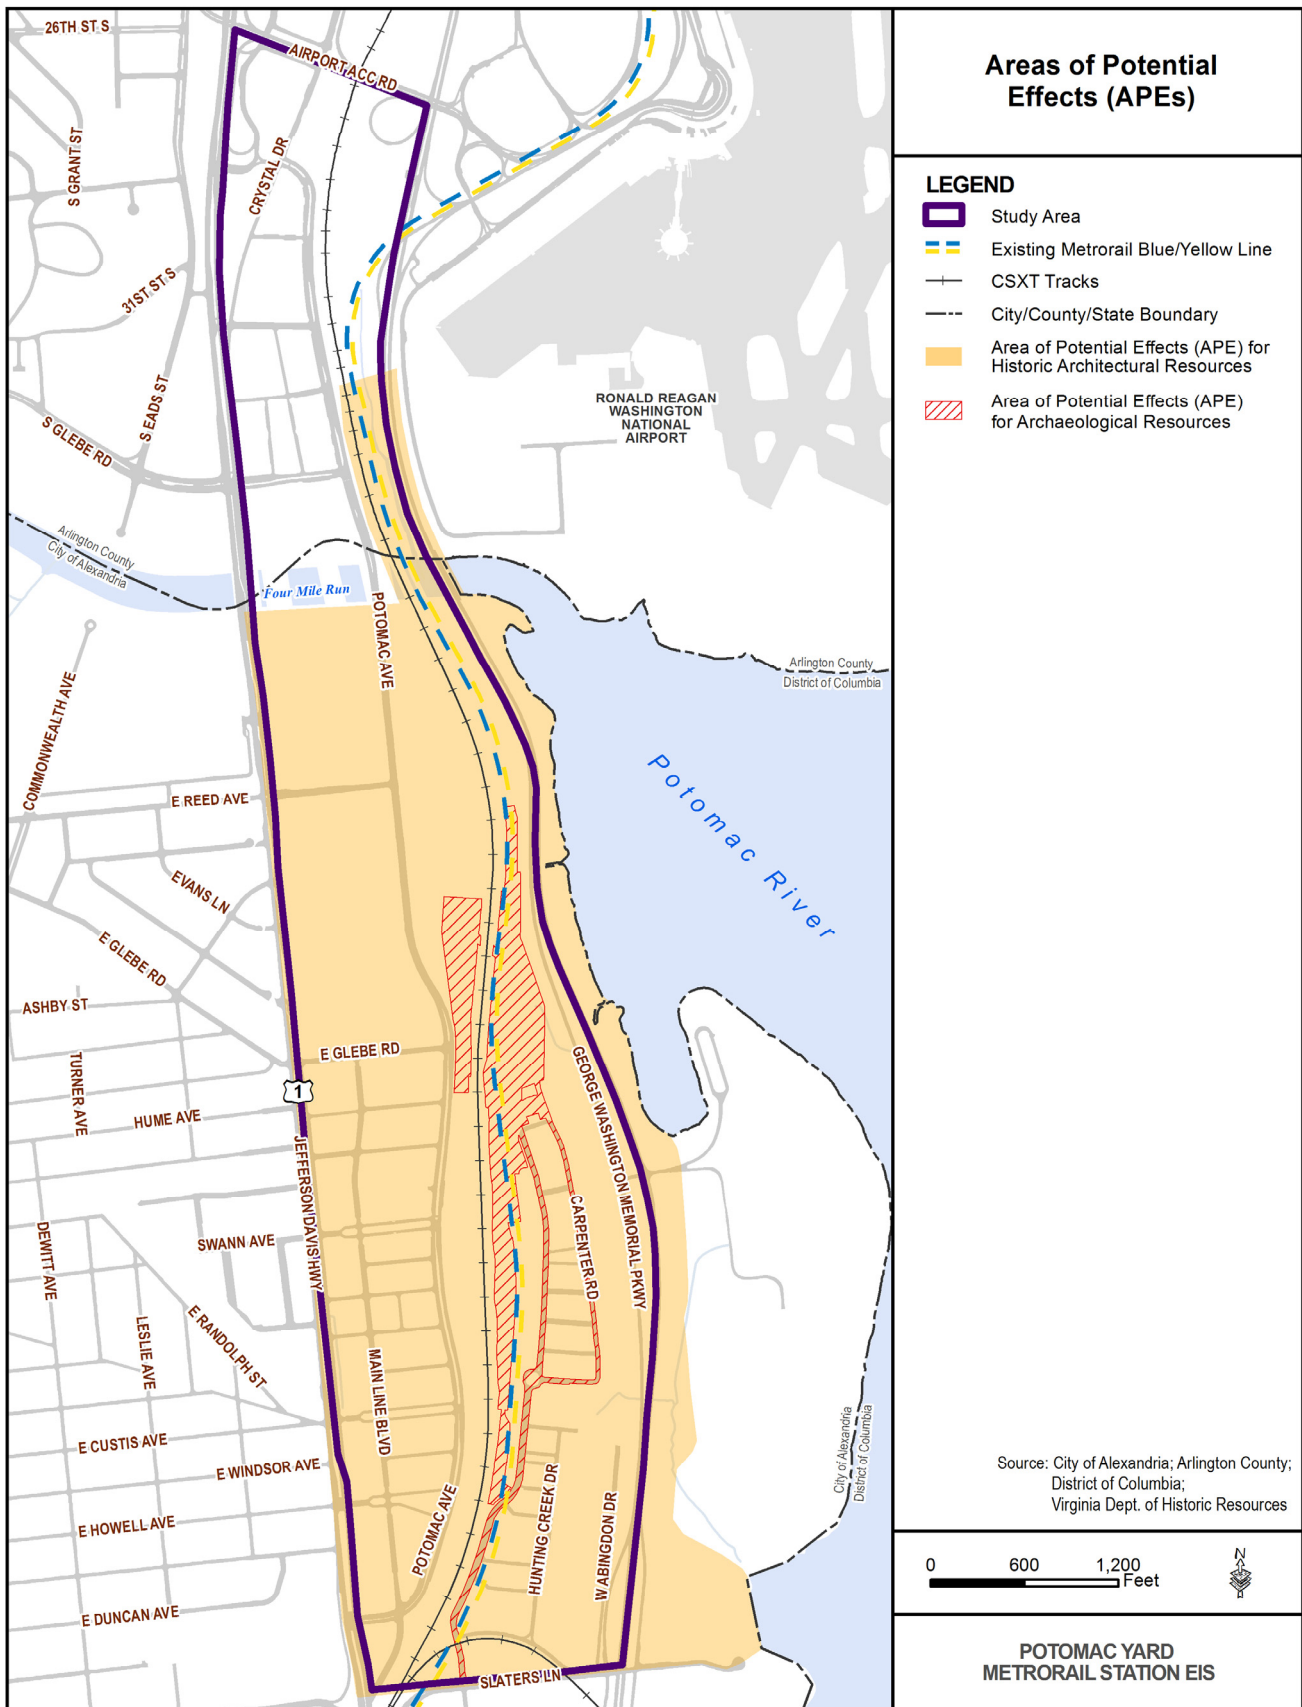 Areas of Potential
Effects (APEs)
LEGEND
Study Area
Existing Metrorail Blue/Yellow Line
CSXT Tracks
City/County/State Boundary
Area of Potential Effects (APE) for
Historic Architectural Resources
Area of Potential Effects (APE)
for Archaeological Resources
26TH ST S
AIRPORT ACC RD
S GRANT ST
CRYSTAL DR
31ST ST S
S EADS ST
S GLEBE RD
RONALD REAGAN
WASHINGTON
NATIONAL
AIRPORT
Arlington County
City of Alexandria
Four Mile Run
POTOMAC AVE
Arlington County
District of Columbia
COMMONWEALTH AVE
Potomac River
E REED AVE
EVANS LN
E GLEBE RD
ASHBY ST
TURNER AVE
E GLEBE RD
1
HUME AVE
GEORGE WASHINGTON MEMORIAL PKWY
JEFFERSON DAVIS HWY
CARPENTER RD
DEWITT AVE
SWANN AVE
LESLIE AVE
E RANDOLPH ST
MAIN LINE BLVD
E CUSTIS AVE
E WINDSOR AVE
City of Alexandria
District of Columbia
E HOWELL AVE
POTOMAC AVE
HUNTING CREEK DR
W ABINGDON DR
E DUNCAN AVE
SLATERS LN
Source: City of Alexandria; Arlington County;
District of Columbia;
Virginia Dept. of Historic Resources
0 600 1,200
Feet
N
POTOMAC YARD
METRORAIL STATION EIS